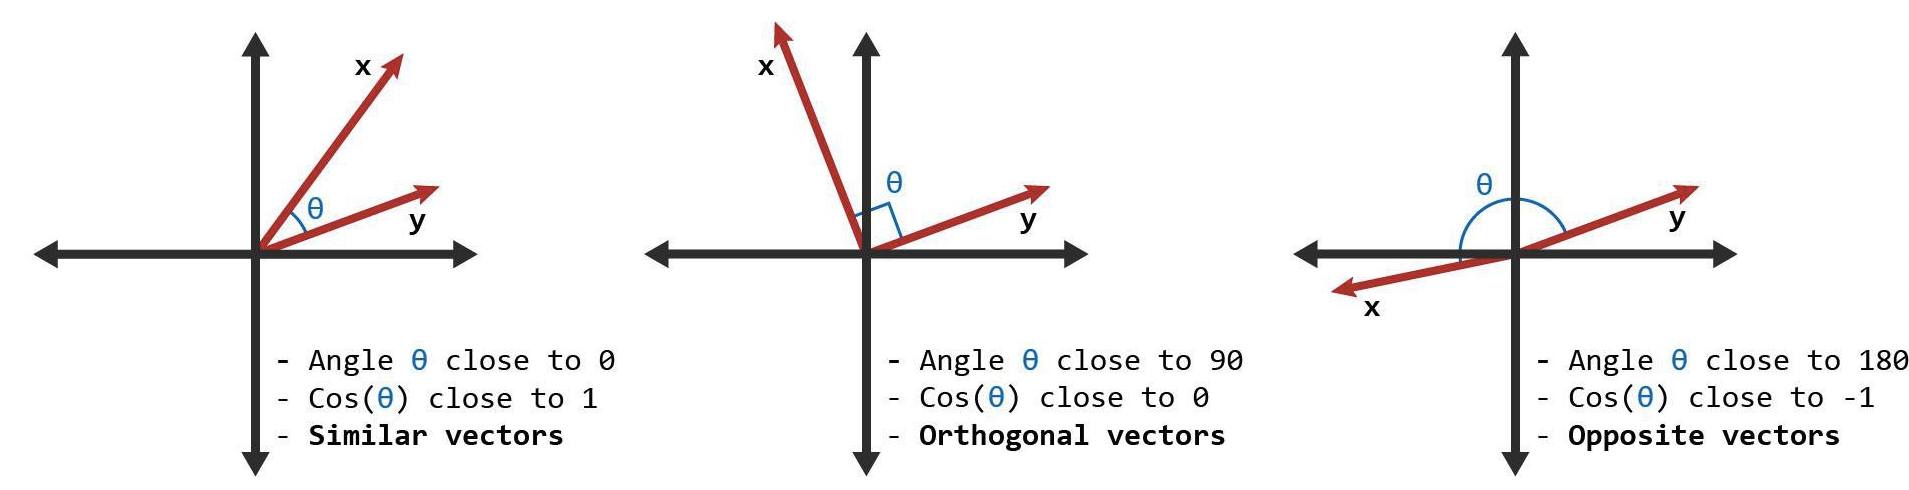 x
θ
y
- Angle θ close to 0
- Cos(θ) close to 1
- Similar vectors
x
θ
y
- Angle θ close to 90
- Cos(θ) close to 0
- Orthogonal vectors
θ
y
x
- Angle θ close to 180
- Cos(θ) close to -1
- Opposite vectors